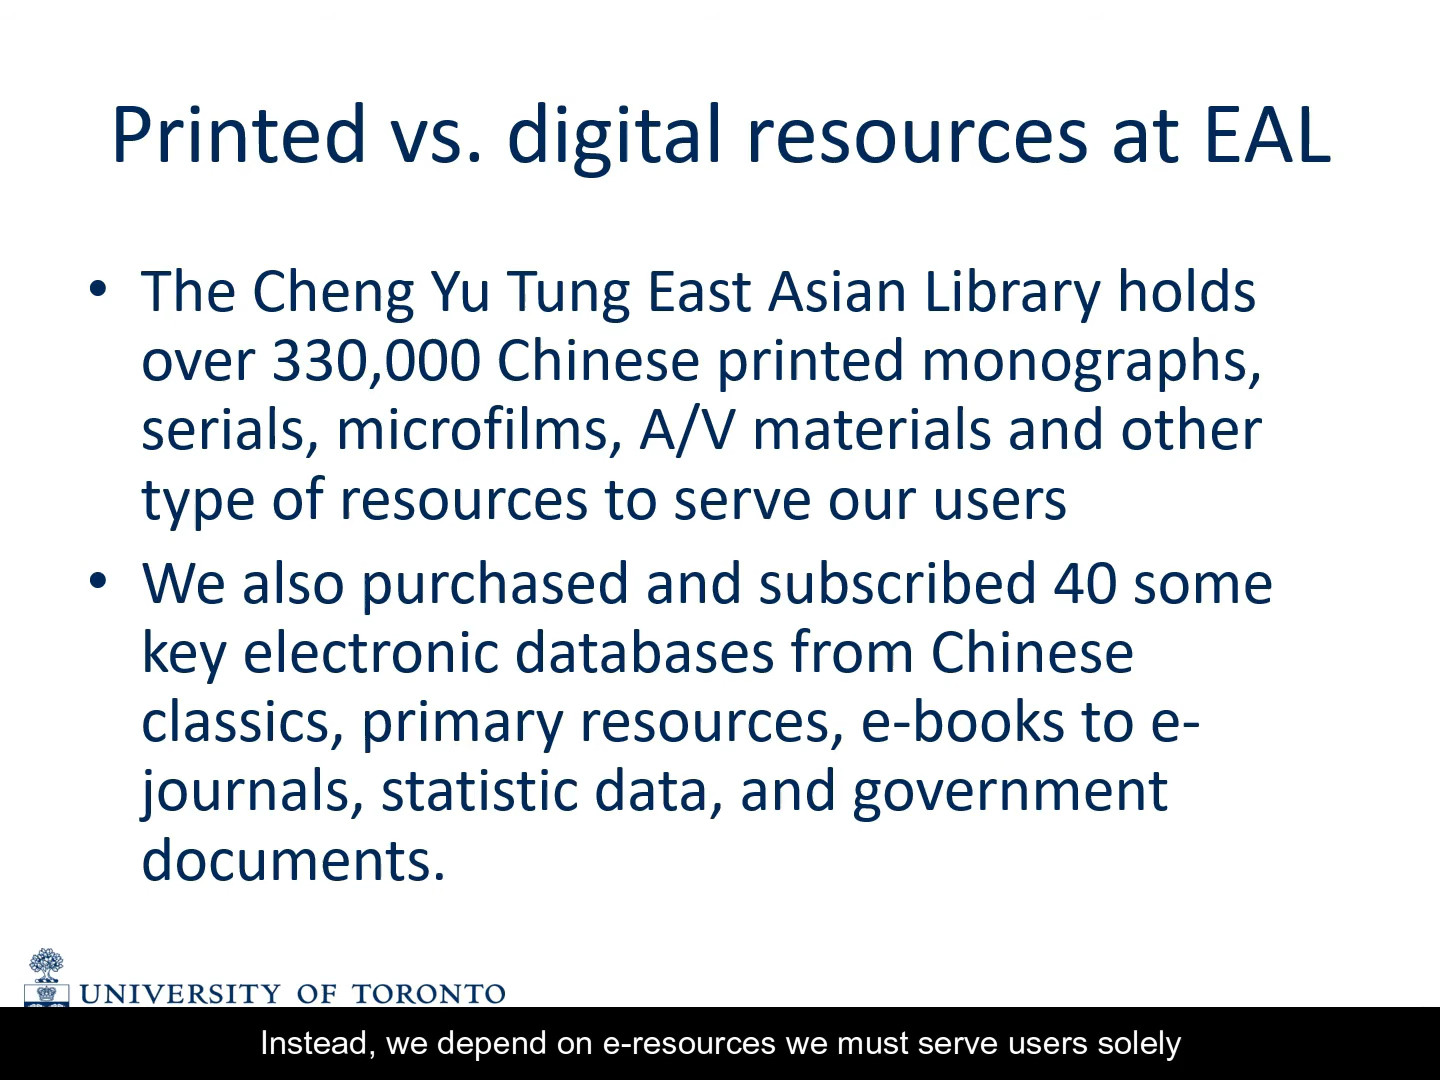 Printed vs. digital resources at EAL
• The Cheng Yu Tung East Asian Library holds
over 330,000 Chinese printed monographs,
serials, microfilms, A/V materials and other
type of resources to serve our users
• We also purchased and subscribed 40 some
key electronic databases from Chinese
classics, primary resources, e-books to e-
journals, statistic data, and government
documents.
UNIVERSITY OF TORONTO
Instead, we depend on e-resources we must serve users solely